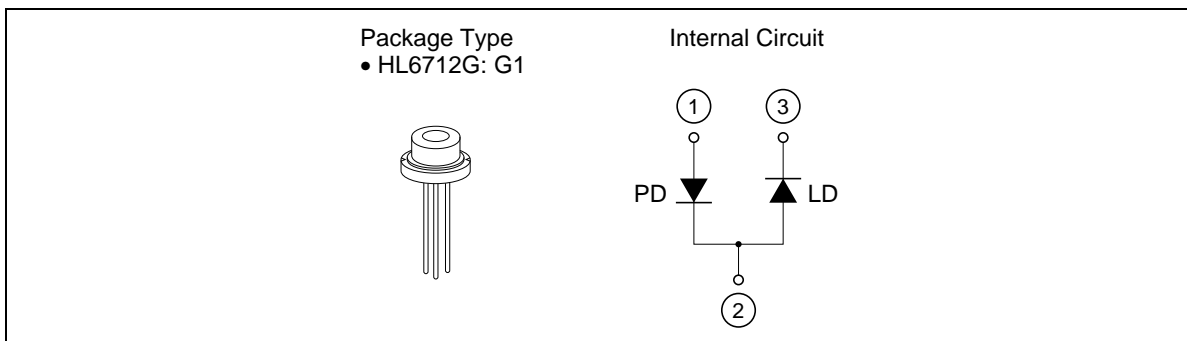 Package Type
• HL6712G: G1
Internal Circuit
1
3
PD
LD
2